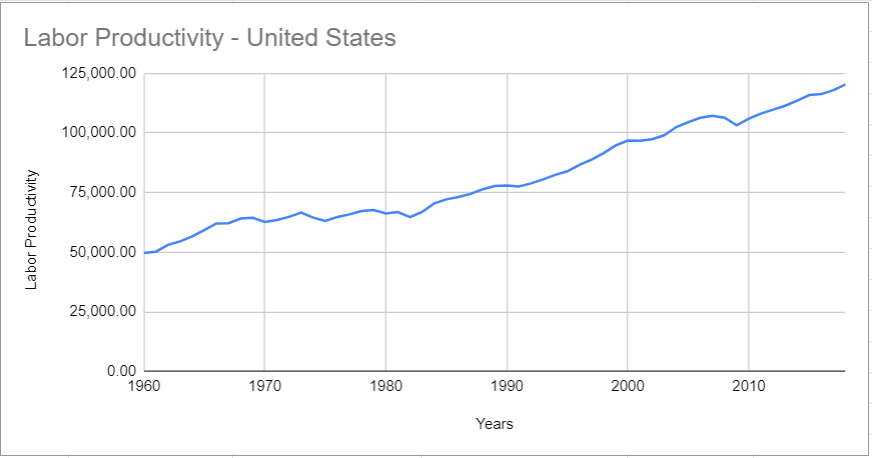 Labor Productivity - United States
125,000.00
100,000.00
75,000.00
50,000.00
25,000.00
0.00
Labor Productivity
1960 1970 1980 1990 2000 2010
Years